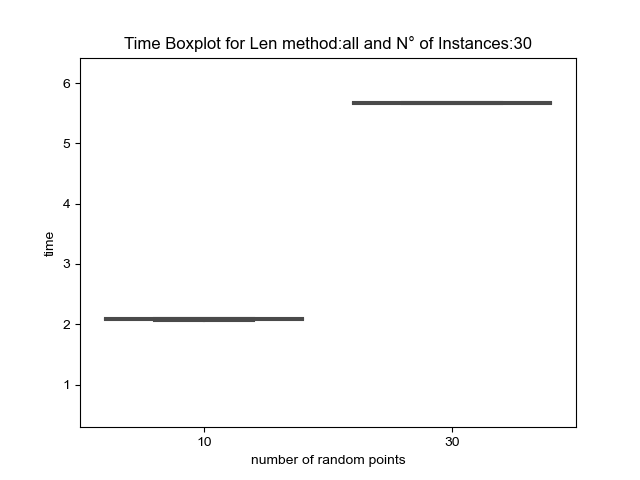 Time Boxplot for Len method:all and N° of Instances:30
6
5
4
3
2
1
time
10
30
number of random points